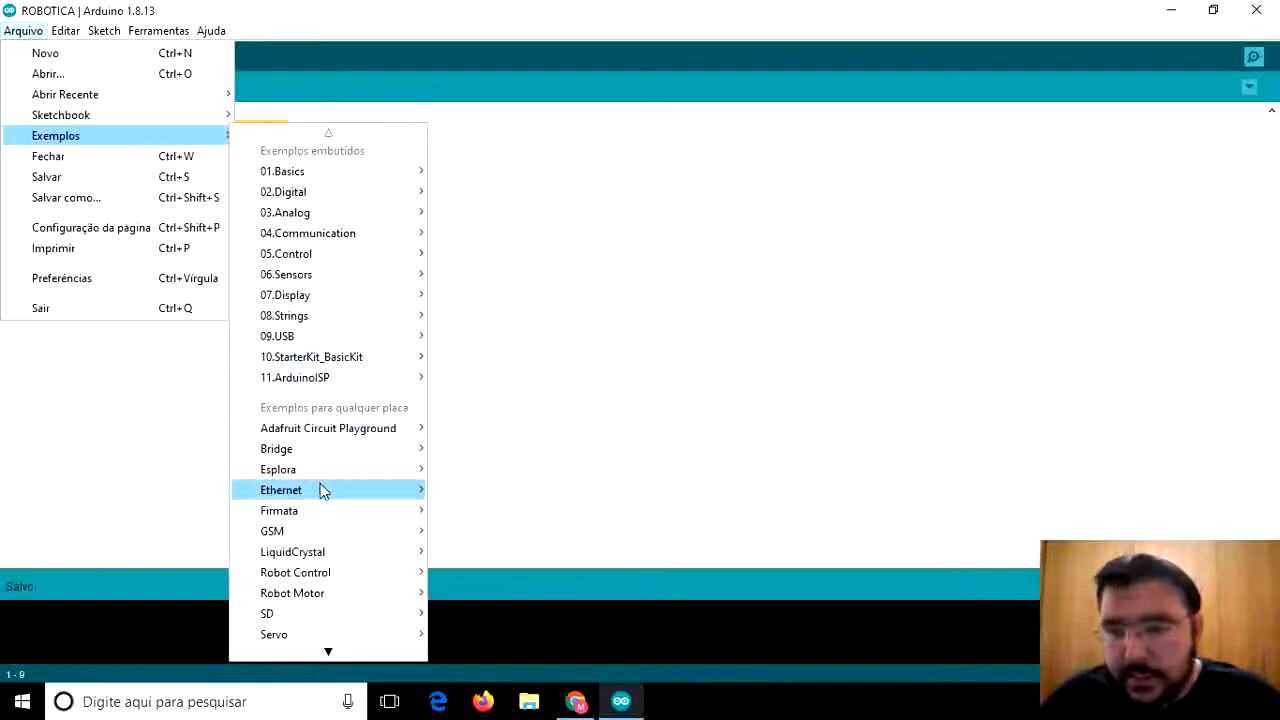 ROBOTICA | Arduino 1.8.13
Arquivo Editar Sketch Ferramentas Ajuda
Novo Ctrl+N
Abrir... Ctrl+O
Abrir Recente
Sketchbook
Exemplos
Fechar Ctrl+W
Salvar Ctrl+S
Salvar como... Ctrl+Shift+S
Configuração da página Ctrl+Shift+P
Imprimir Ctrl+P
Preferências Ctrl+Vírgula
Sair Ctrl+Q
Exemplos embutidos
01.Basics
02.Digital
03.Analog
04.Communication
05.Control
06.Sensors
07.Display
08.Strings
09.USB
10.StarterKit_BasicKit
11.ArduinoISP
Exemplos para qualquer placa
Adafruit Circuit Playground
Bridge
Esplora
Ethernet
Firmata
GSM
LiquidCrystal
Robot Control
Robot Motor
SD
Servo
Salvo.
1 - 9
Digite aqui para pesquisar